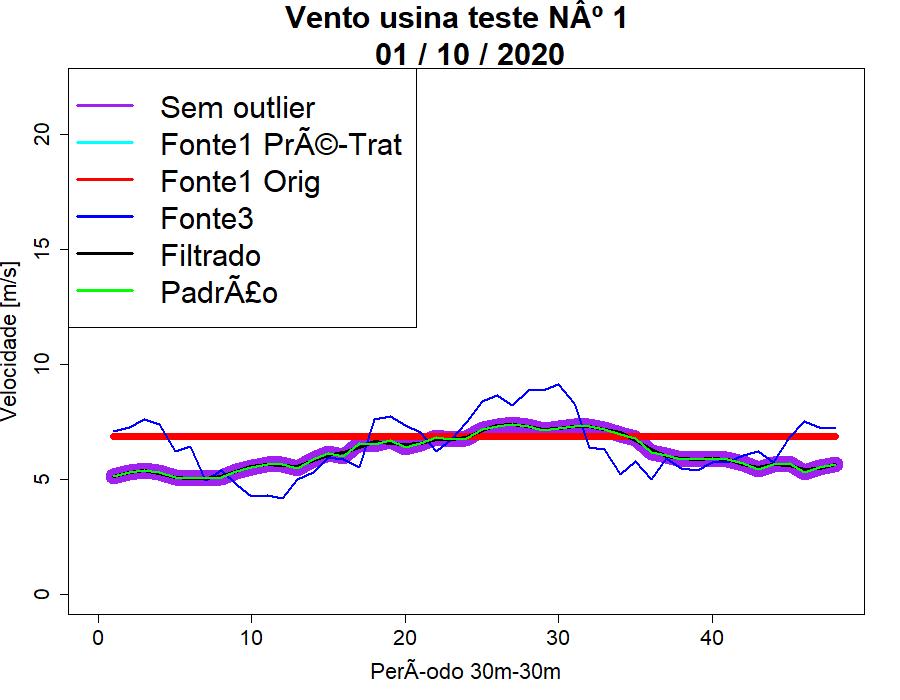 Vento usina teste NÂº 1
01 / 10 / 2020
Sem outlier
Fonte1 PrÃ©-Trat
Fonte1 Orig
Fonte3
Filtrado
PadrÃ£o
Velocidade [m/s]
20
15
10
5
0
0 10 20 30 40
PerÃ-odo 30m-30m